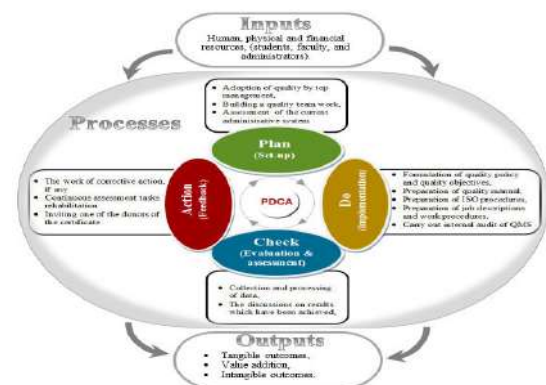 Inputs
Human, physical and financial
resources, (students, faculty, and
administrators).
Processes
Adoption of quality by top
management,
Building a quality team work,
Assessment of the current
administrative system
Plan
(Set-up)
The work of corrective action,
if any
Continuous assessment tasks
rehabilitation
Inviting one of the donors of
the certificate
Action
(Feedback)
PDCA
Do
(Implementation)
Formulation of quality policy
and quality objectives,
Preparation of quality manual,
Preparation of ISO procedures,
Preparation of job descriptions
and work procedures,
Carry out internal audit of QMS
Check
(Evaluation &
assessment)
Collection and processing
of data,
The discussions on results
which have been achieved,
Outputs
Tangible outcomes,
Value addition,
Intangible outcomes.